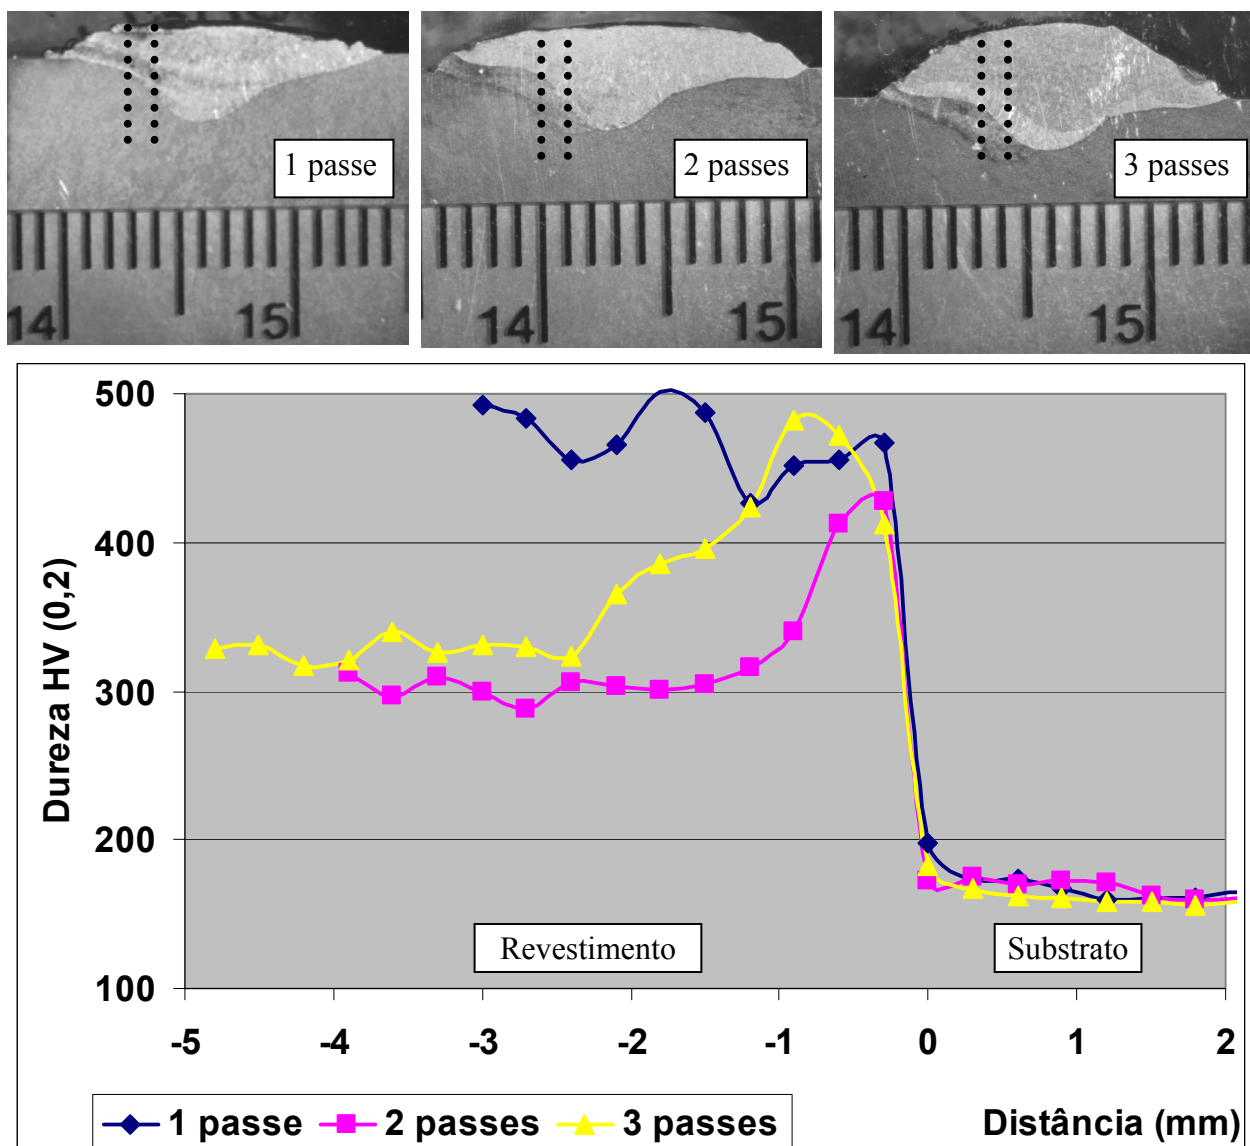 1 passe
2 passes
3 passes
14 15
14 15
14 15
500
400
300
200
100
Dureza HV (0,2)
Revestimento
Substrato
-5 -4 -3 -2 -1 0 1 2
1 passe 2 passes 3 passes
Distância (mm)